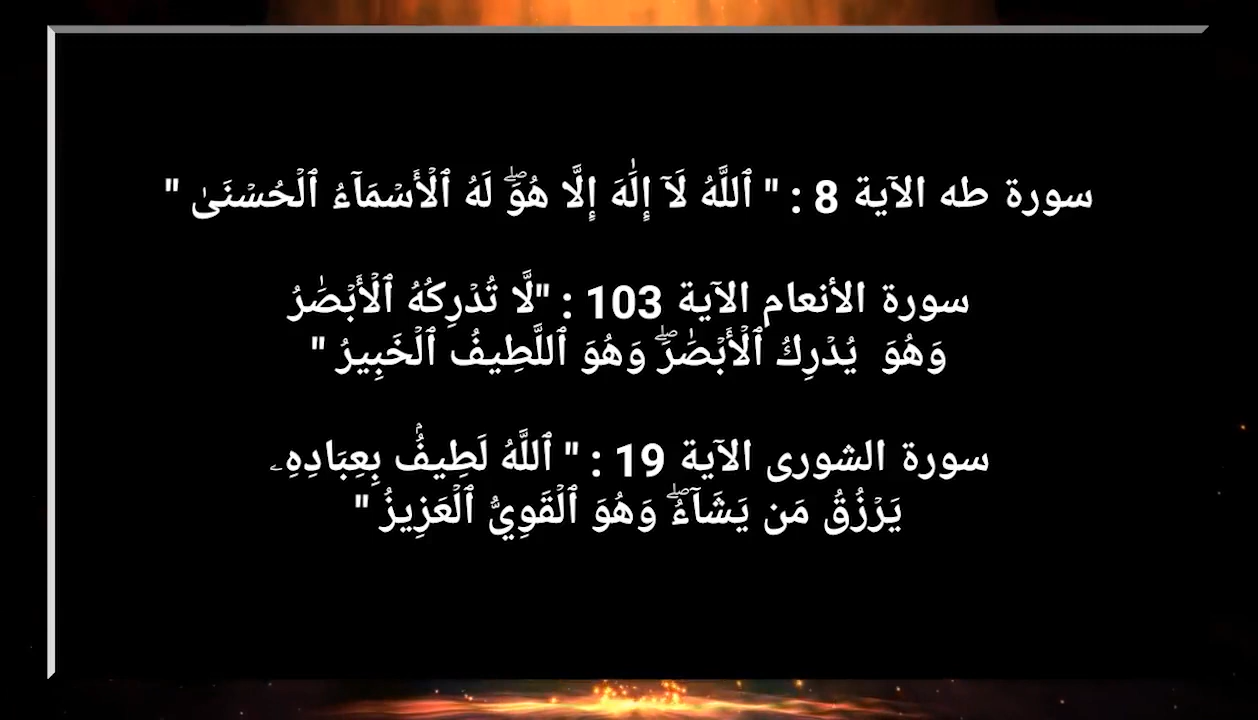 سورة طه الآية 8 : " ٱللَّهُ لَآ إِلَٰهَ إِلَّا هُوَۖ لَهُ ٱلْأَسْمَآءُ ٱلْحُسْنَىٰ "
سورة الأنعام الآية 103 : "لَّا تُدْرِكُهُ ٱلْأَبْصَٰرُ
وَهُوَ يُدْرِكُ ٱلْأَبْصَٰرَۖ وَهُوَ ٱللَّطِيفُ ٱلْخَبِيرُ "
سورة الشورى الآية 19 : " ٱللَّهُ لَطِيفُۢ بِعِبَادِهِۦ
يَرْزُقُ مَن يَشَآءُۖ وَهُوَ ٱلْقَوِيُّ ٱلْعَزِيزُ "